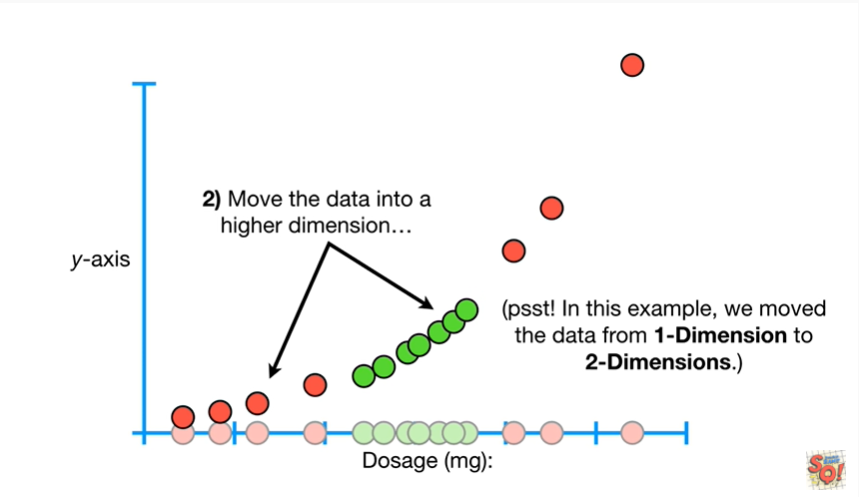 2) Move the data into a
higher dimension…
y-axis
(psst! In this example, we moved
the data from 1-Dimension to
2-Dimensions.)
Dosage (mg):
SQ!